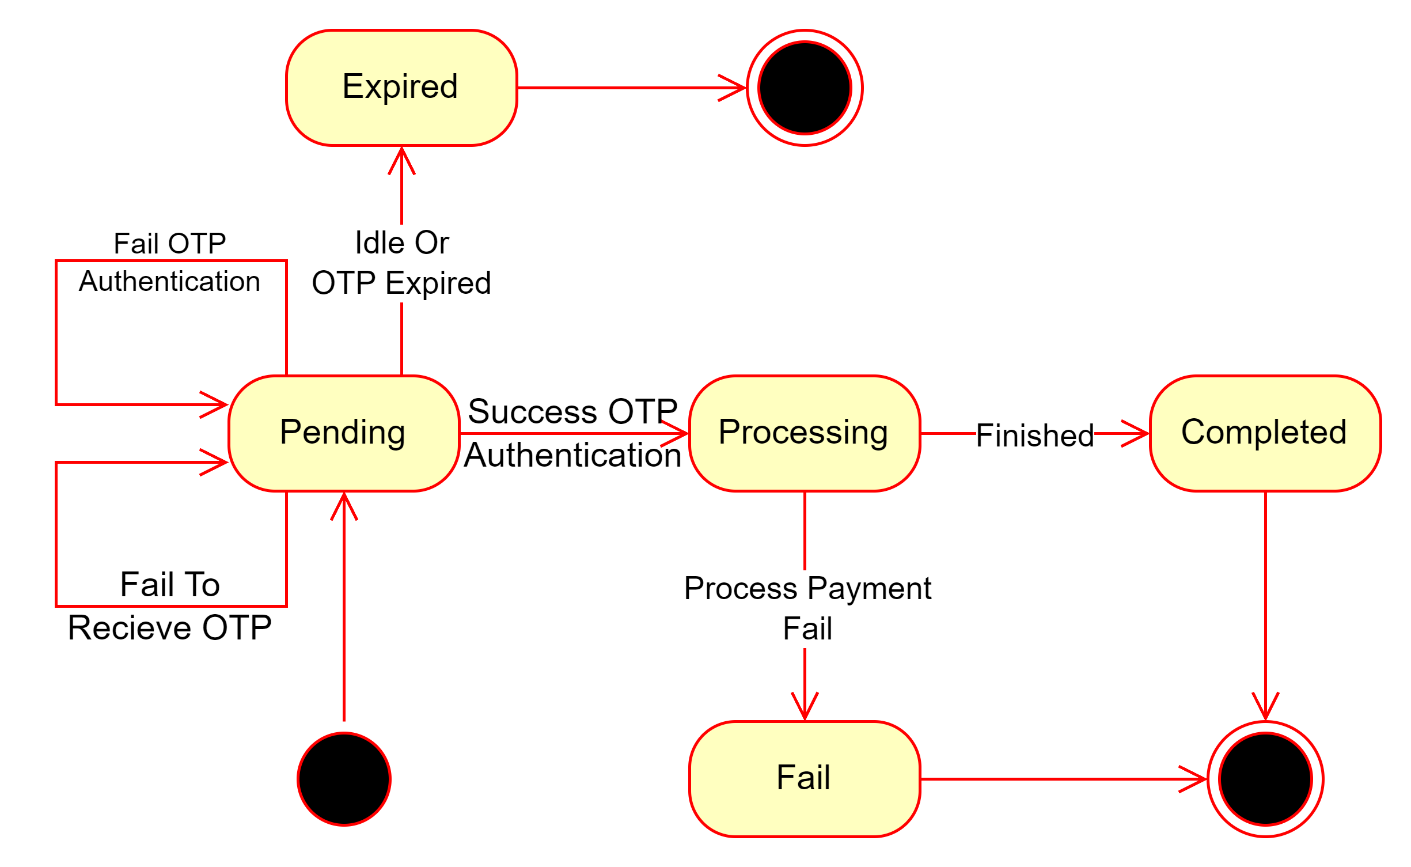 Expired
Fail OTP
Authentication
Idle Or
OTP Expired
Pending
Success OTP
Authentication
Processing
Finished
Completed
Fail To
Recieve OTP
Process Payment
Fail
Fail